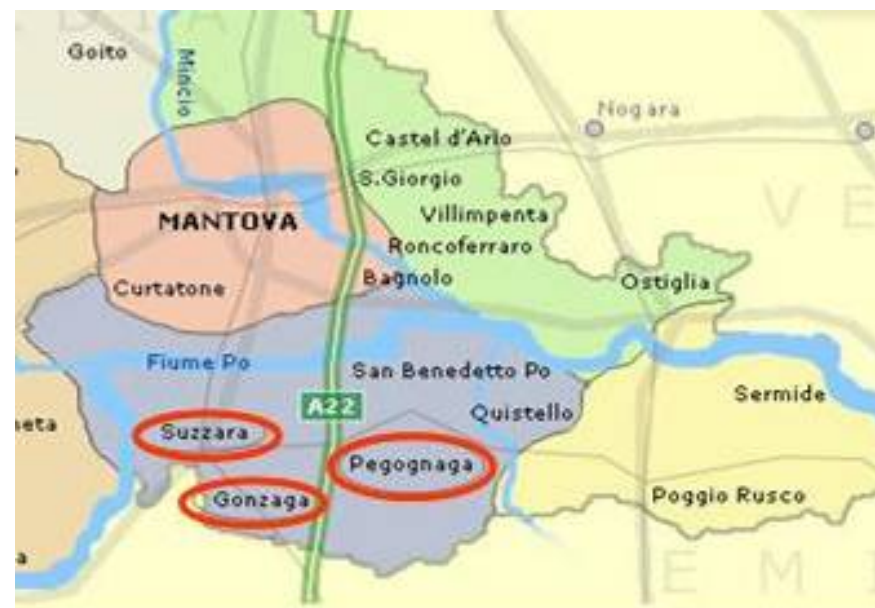 Goito
Mincio
Nogara
Castel d'Ario
S.Giorgio
MANTOVA
Villimpenta
V E
Roncoferraro
Bagnolo
Curtatone
Ostiglia
Fiume Po
San Benedetto Po
Sermide
A22
Quistello
Suzzara
Pegognaga
Gonzaga
Poggio Rusco
E M